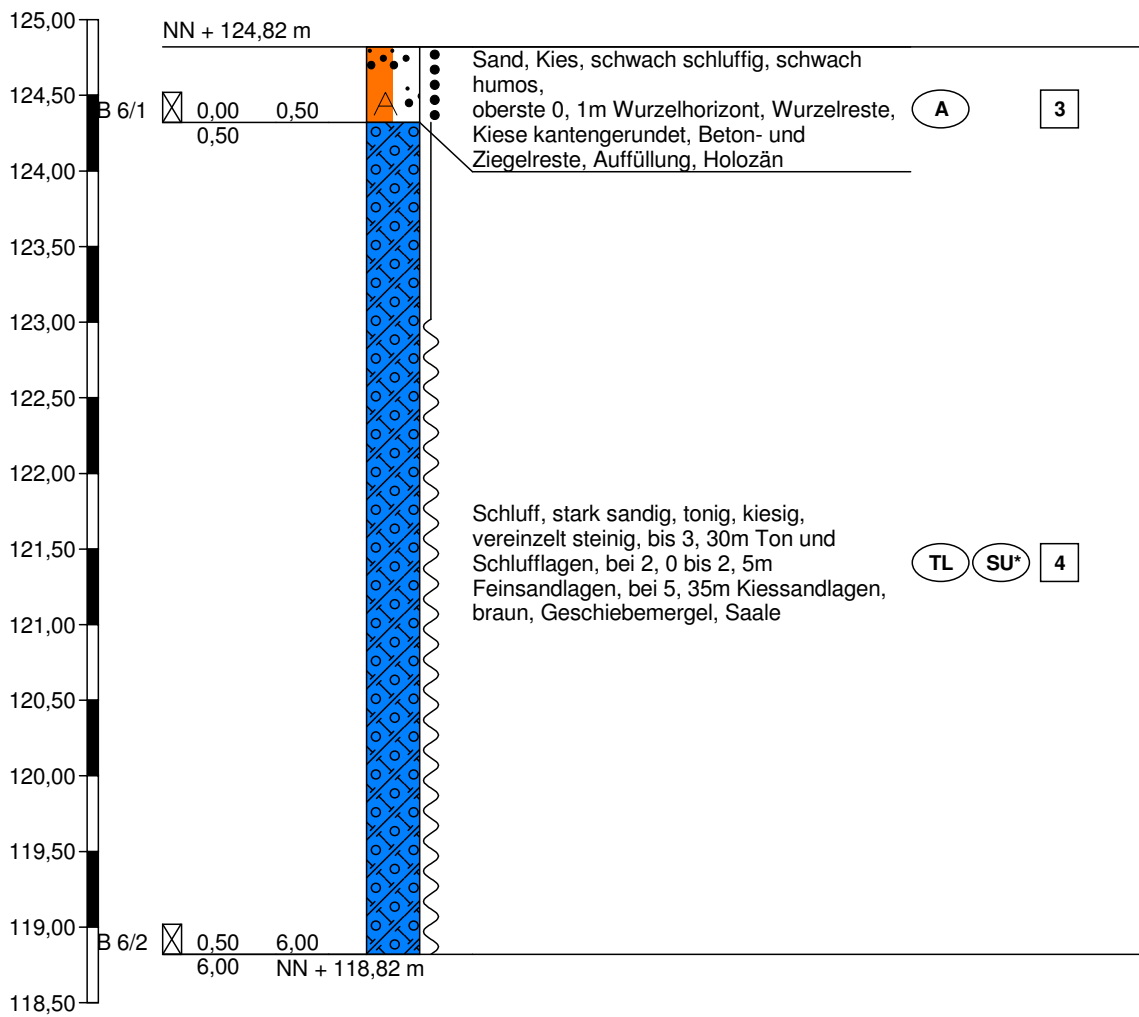 125,00
NN + 124,82 m
Sand, Kies, schwach schluffig, schwach
humos,
oberste 0, 1m Wurzelhorizont, Wurzelreste,
Kiese kantengerundet, Beton- und
Ziegelreste, Auffüllung, Holozän
A
3
124,50
B 6/1
0,00 0,50
0,50
A
124,00
123,50
123,00
122,50
122,00
Schluff, stark sandig, tonig, kiesig,
vereinzelt steinig, bis 3, 30m Ton und
Schlufflagen, bei 2, 0 bis 2, 5m
Feinsandlagen, bei 5, 35m Kiessandlagen,
braun, Geschiebemergel, Saale
TL SU* 4
121,50
121,00
120,50
120,00
119,50
119,00
B 6/2
0,50 6,00
6,00 NN + 118,82 m
118,50